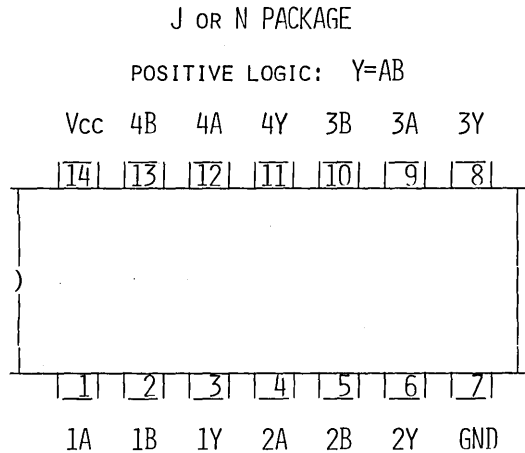 J OR N PACKAGE
POSITIVE LOGIC: Y=AB
Vcc 4B 4A 4Y 3B 3A 3Y
14 13 12 11 10 9 8
1 2 3 4 5 6 7
1A 1B 1Y 2A 2B 2Y GND